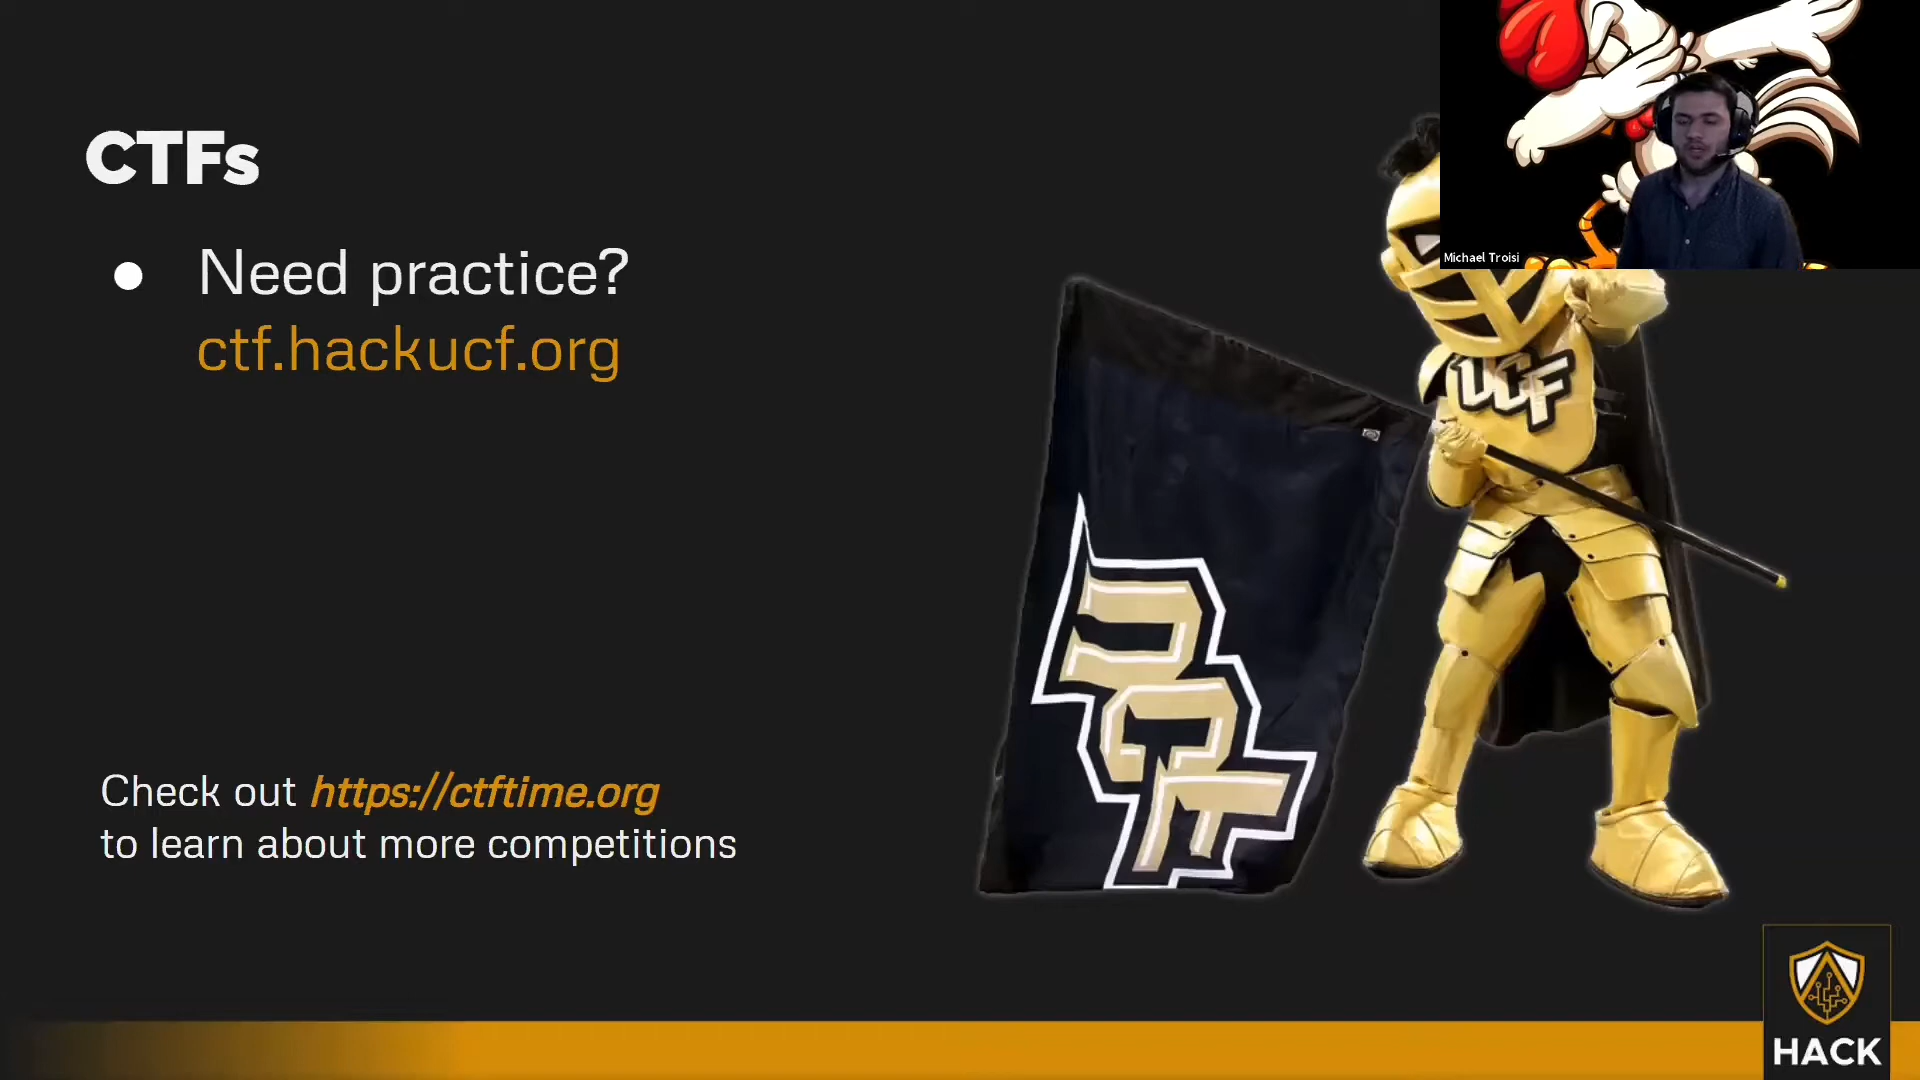 CTFs
● Need practice?
ctf.hackucf.org
Check out https://ctftime.org
to learn about more competitions
Michael Troisi
UCF
UCF
HACK